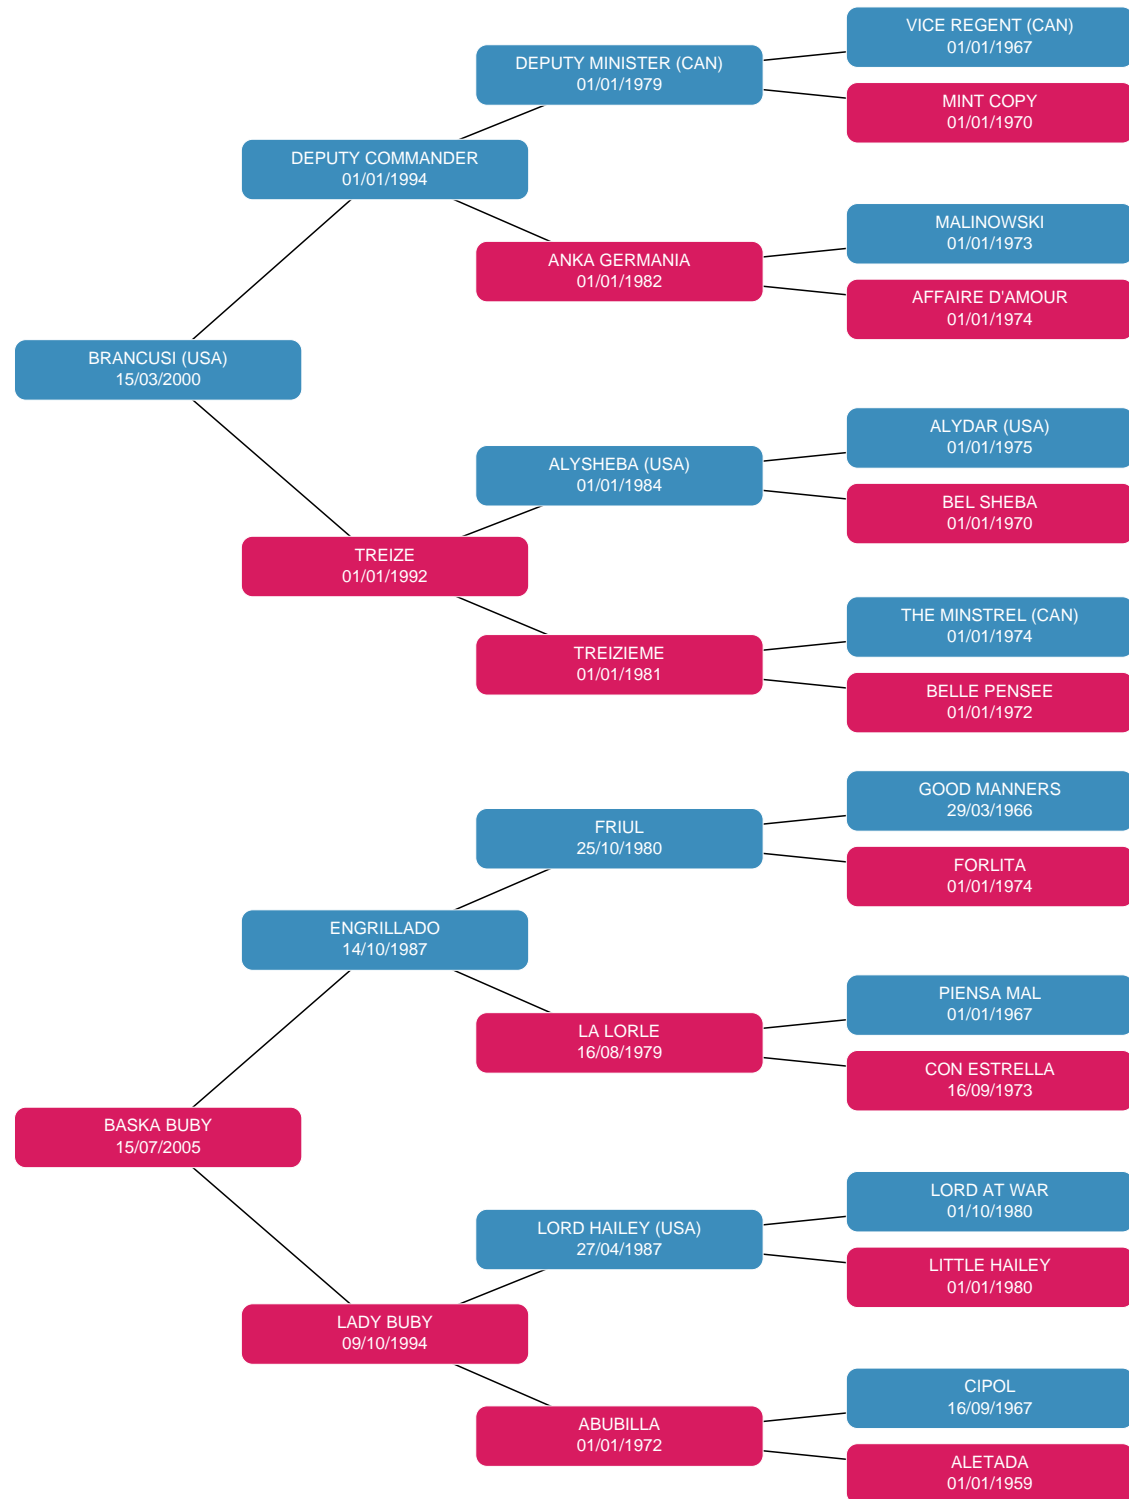 VICE REGENT (CAN)
01/01/1967
DEPUTY MINISTER (CAN)
01/01/1979
MINT COPY
01/01/1970
DEPUTY COMMANDER
01/01/1994
MALINOWSKI
01/01/1973
ANKA GERMANIA
01/01/1982
AFFAIRE D'AMOUR
01/01/1974
BRANCUSI (USA)
15/03/2000
ALYDAR (USA)
01/01/1975
ALYSHEBA (USA)
01/01/1984
BEL SHEBA
01/01/1970
TREIZE
01/01/1992
THE MINSTREL (CAN)
01/01/1974
TREIZIEME
01/01/1981
BELLE PENSEE
01/01/1972
GOOD MANNERS
29/03/1966
FRIUL
25/10/1980
FORLITA
01/01/1974
ENGRILLADO
14/10/1987
PIENSA MAL
01/01/1967
LA LORLE
16/08/1979
CON ESTRELLA
16/09/1973
BASKA BUBY
15/07/2005
LORD AT WAR
01/10/1980
LORD HAILEY (USA)
27/04/1987
LITTLE HAILEY
01/01/1980
LADY BUBY
09/10/1994
CIPOL
16/09/1967
ABUBILLA
01/01/1972
ALETADA
01/01/1959